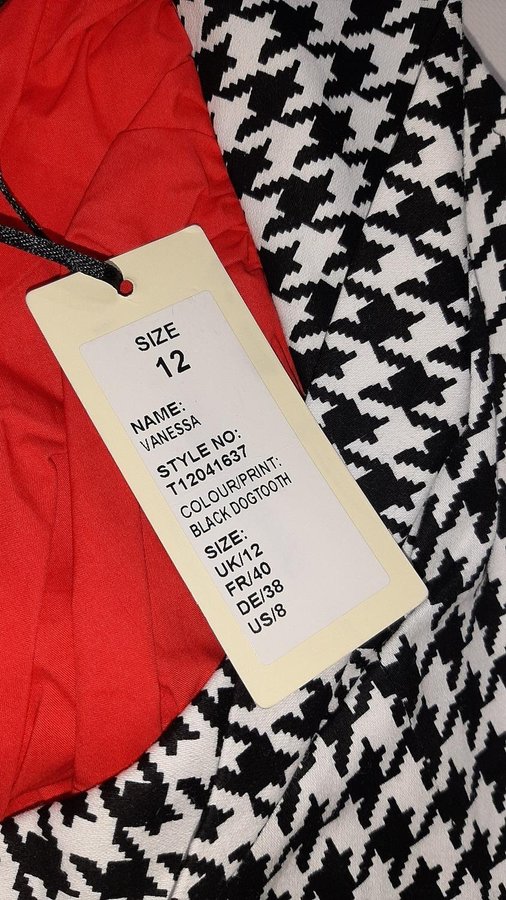 SIZE
12
NAME:
VANESSA
STYLE NO:
T12041637
COLOUR/PRINT:
BLACK DOGTOOTH
SIZE:
UK/12
FR/40
DE/38
US/8